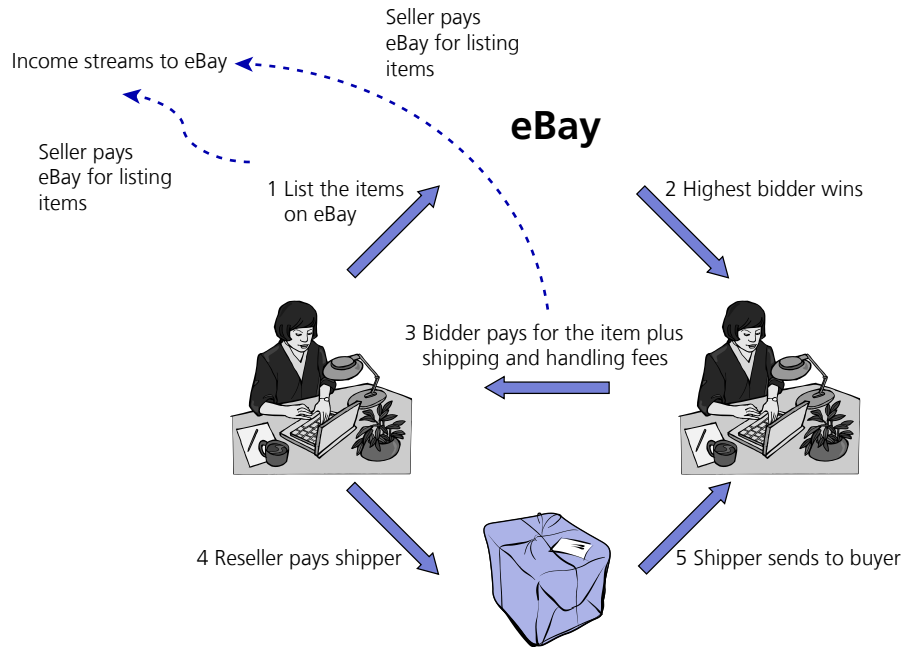 Seller pays
eBay for listing
items
Income streams to eBay
eBay
Seller pays
eBay for listing
items
1 List the items
on eBay
2 Highest bidder wins
3 Bidder pays for the item plus
shipping and handling fees
4 Reseller pays shipper
5 Shipper sends to buyer